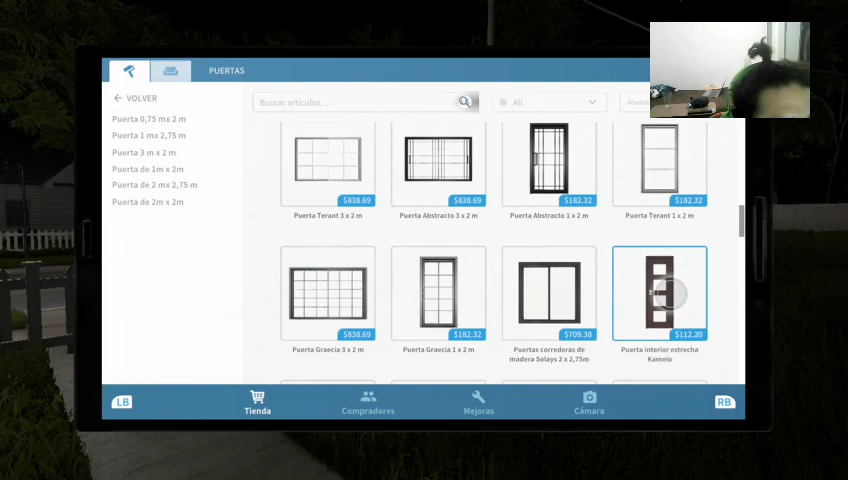 PUERTAS
VOLVER
Buscar artículos...
All
Puerta 0,75 mx 2 m
Puerta 1 mx 2,75 m
Puerta 3 m x 2 m
Puerta de 1m x 2m
Puerta de 2 mx 2,75 m
Puerta de 2m x 2m
$838.69
$838.69
$182.32
$182.32
Puerta Terant 3 x 2 m
Puerta Abstracto 3 x 2 m
Puerta Abstracto 1 x 2 m
Puerta Terant 1 x 2 m
$838.69
$182.32
$709.38
$112.20
Puerta Graecia 3 x 2 m
Puerta Graecia 1 x 2 m
Puertas correderas de
madera Solays 2 x 2,75m
Puerta interior estrecha
Kameio
LB
Tienda
Compradores
Mejoras
Cámara
RB